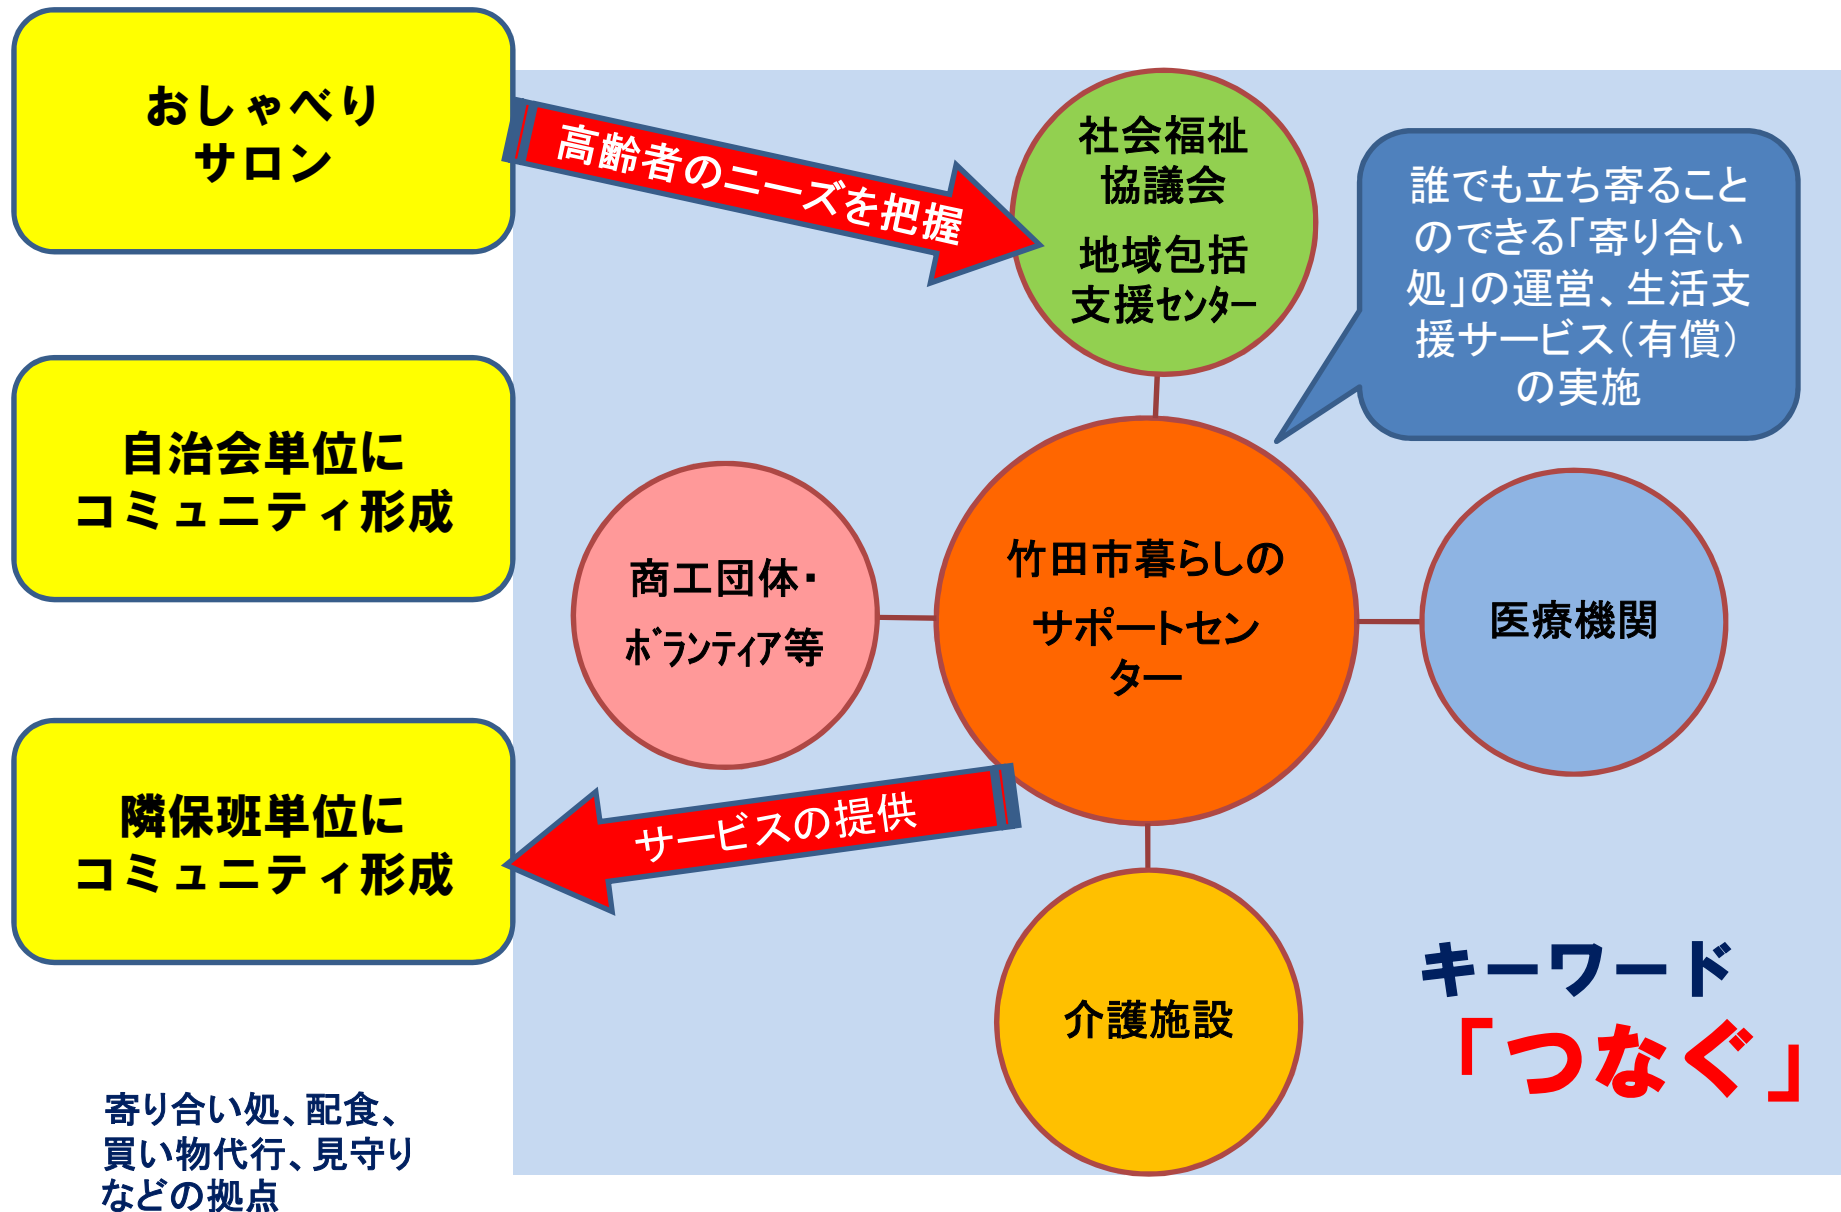 おしゃべり
サロン
高齢者のニーズを把握
社会福祉
協議会
地域包括
支援ｾﾝﾀｰ
誰でも立ち寄ること
のできる「寄り合い
処」の運営、生活支
援サービス（有償）
の実施
自治会単位に
コミュニティ形成
商工団体・
ﾎﾞﾗﾝﾃｨｱ等
竹田市暮らしの
サポートセン
ター
医療機関
隣保班単位に
コミュニティ形成
サービスの提供
介護施設
キーワード
「つなぐ」
寄り合い処、配食、
買い物代行、見守り
などの拠点